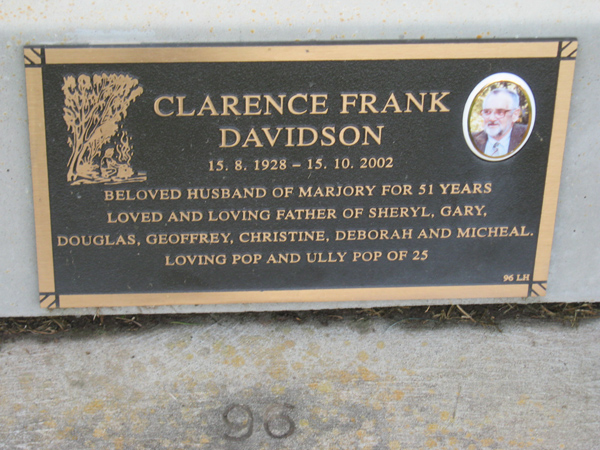 CLARENCE FRANK
DAVIDSON
15. 8. 1928 – 15. 10. 2002
BELOVED HUSBAND OF MARJORY FOR 51 YEARS
LOVED AND LOVING FATHER OF SHERYL, GARY,
DOUGLAS, GEOFFREY, CHRISTINE, DEBORAH AND MICHEAL.
LOVING POP AND ULLY POP OF 25
96 LH
96